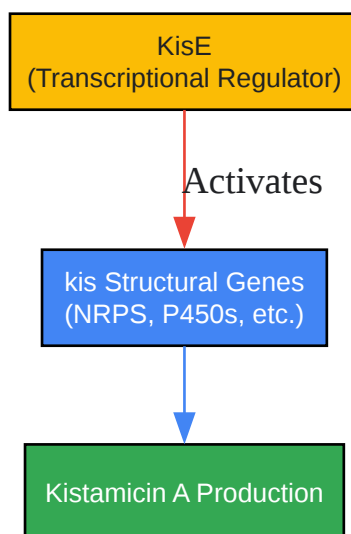 KisE
(Transcriptional Regulator)
Activates
kis Structural Genes
(NRPS, P450s, etc.)
Kistamicin A Production